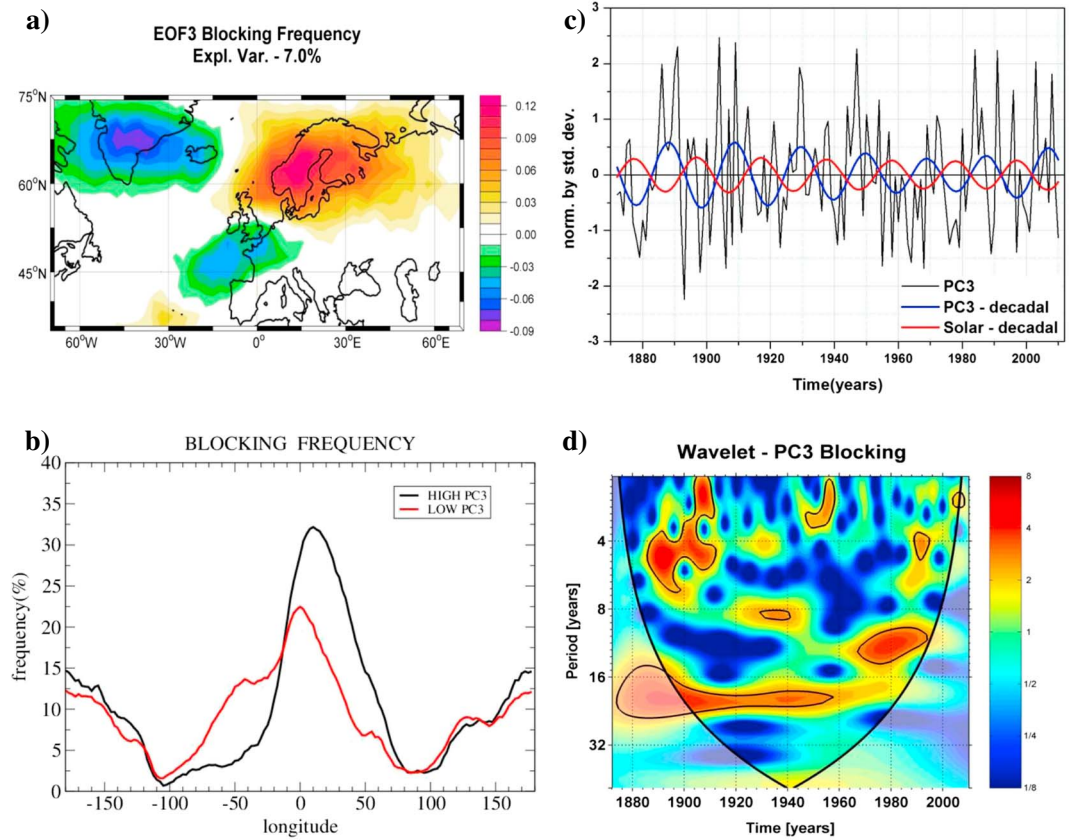 a)
EOF3 Blocking Frequency
Expl. Var. - 7.0%
75°N
60°N
45°N
60°W
30°W
0°
30°E
60°E
0.12
0.09
0.06
0.03
0.00
-0.03
-0.06
-0.09
c)
norm. by std. dev.
3
2
1
0
-1
-2
-3
PC3
PC3 - decadal
Solar - decadal
1880 1900 1920 1940 1960 1980 2000
Time(years)
b)
BLOCKING FREQUENCY
frequency(%)
40
35
30
25
20
15
10
5
0
HIGH PC3
LOW PC3
-150 -100 -50 0 50 100 150
longitude
d)
Wavelet - PC3 Blocking
Period [years]
4
8
16
32
1880 1900 1920 1940 1960 1980 2000
Time [years]
8
4
2
1
1/2
1/4
1/8